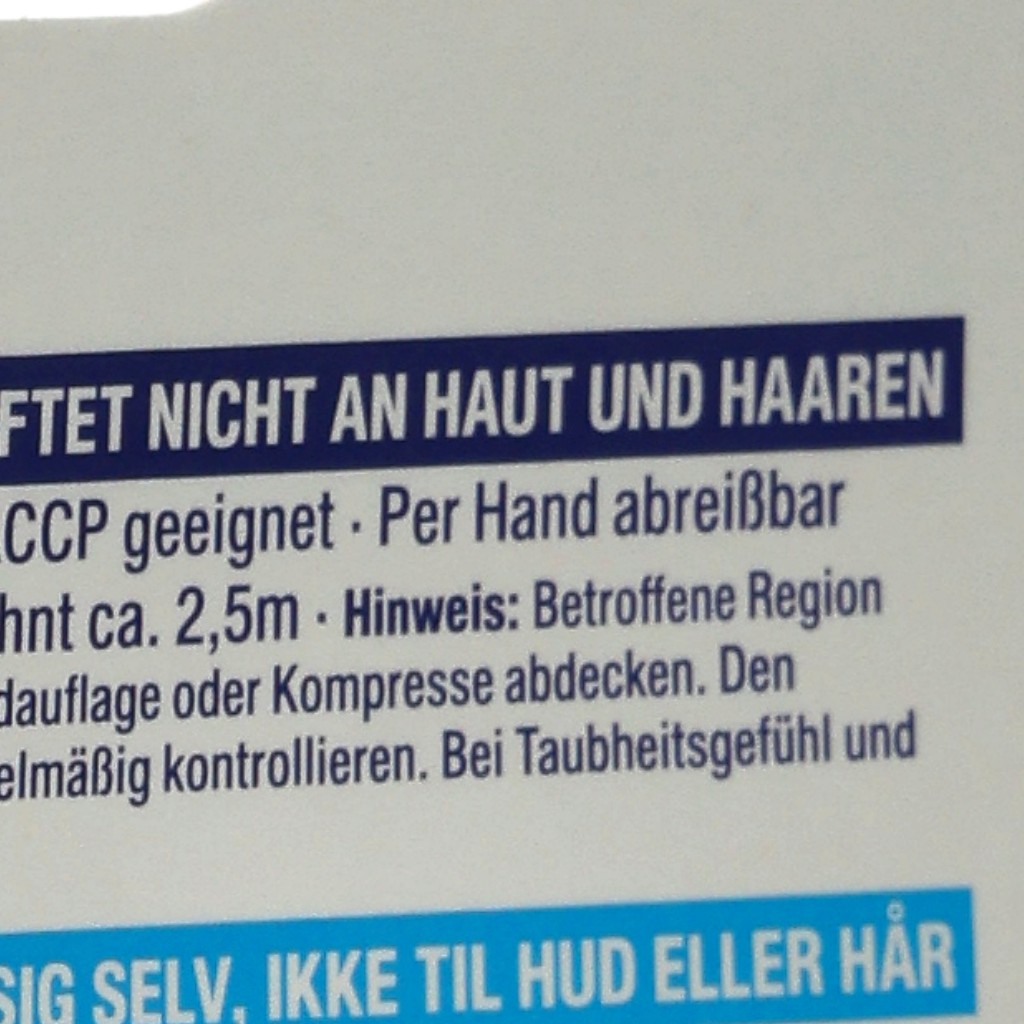 FTET NICHT AN HAUT UND HAAREN
CCP geeignet · Per Hand abreißbar
hnt ca. 2,5m · Hinweis: Betroffene Region
dauflage oder Kompresse abdecken. Den
elmäßig kontrollieren. Bei Taubheitsgefühl und
SIG SELV, IKKE TIL HUD ELLER HÅR